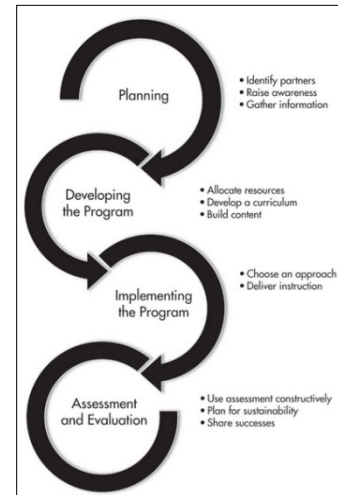 Planning
• Identify partners
• Raise awareness
• Gather information
Developing
the Program
• Allocate resources
• Develop a curriculum
• Build content
Implementing
the Program
• Choose an approach
• Deliver instruction
Assessment
and Evaluation
• Use assessment constructively
• Plan for sustainability
• Share successes